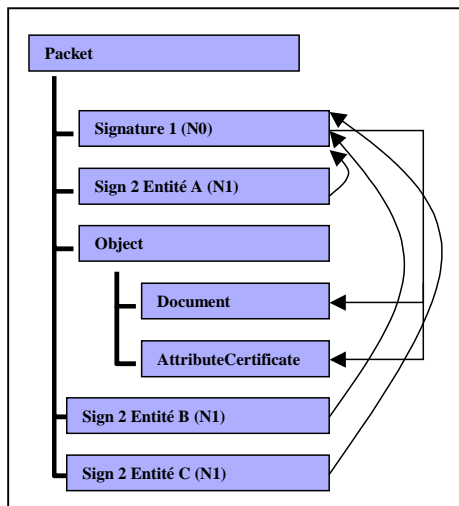 Packet
Signature 1 (N0)
Sign 2 Entité A (N1)
Object
Document
AttributeCertificate
Sign 2 Entité B (N1)
Sign 2 Entité C (N1)